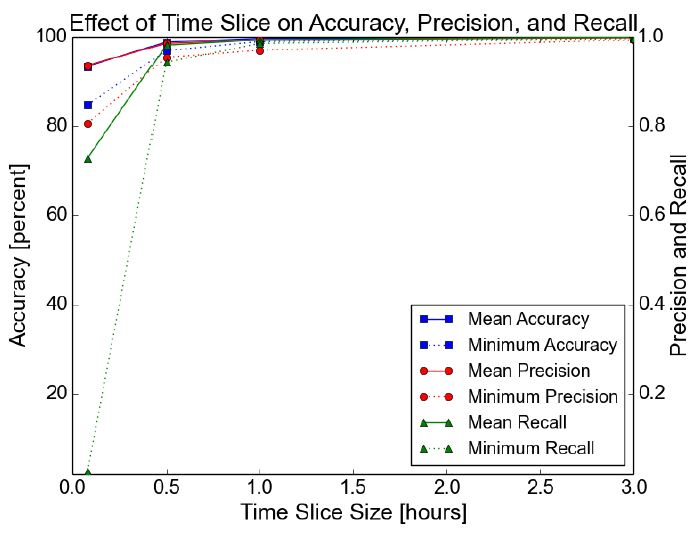 Effect of Time Slice on Accuracy, Precision, and Recall
100
80
60
40
20
Accuracy [percent]
1.0
0.8
0.6
0.4
0.2
Precision and Recall
Mean Accuracy
Minimum Accuracy
Mean Precision
Minimum Precision
Mean Recall
Minimum Recall
0.0 0.5 1.0 1.5 2.0 2.5 3.0
Time Slice Size [hours]